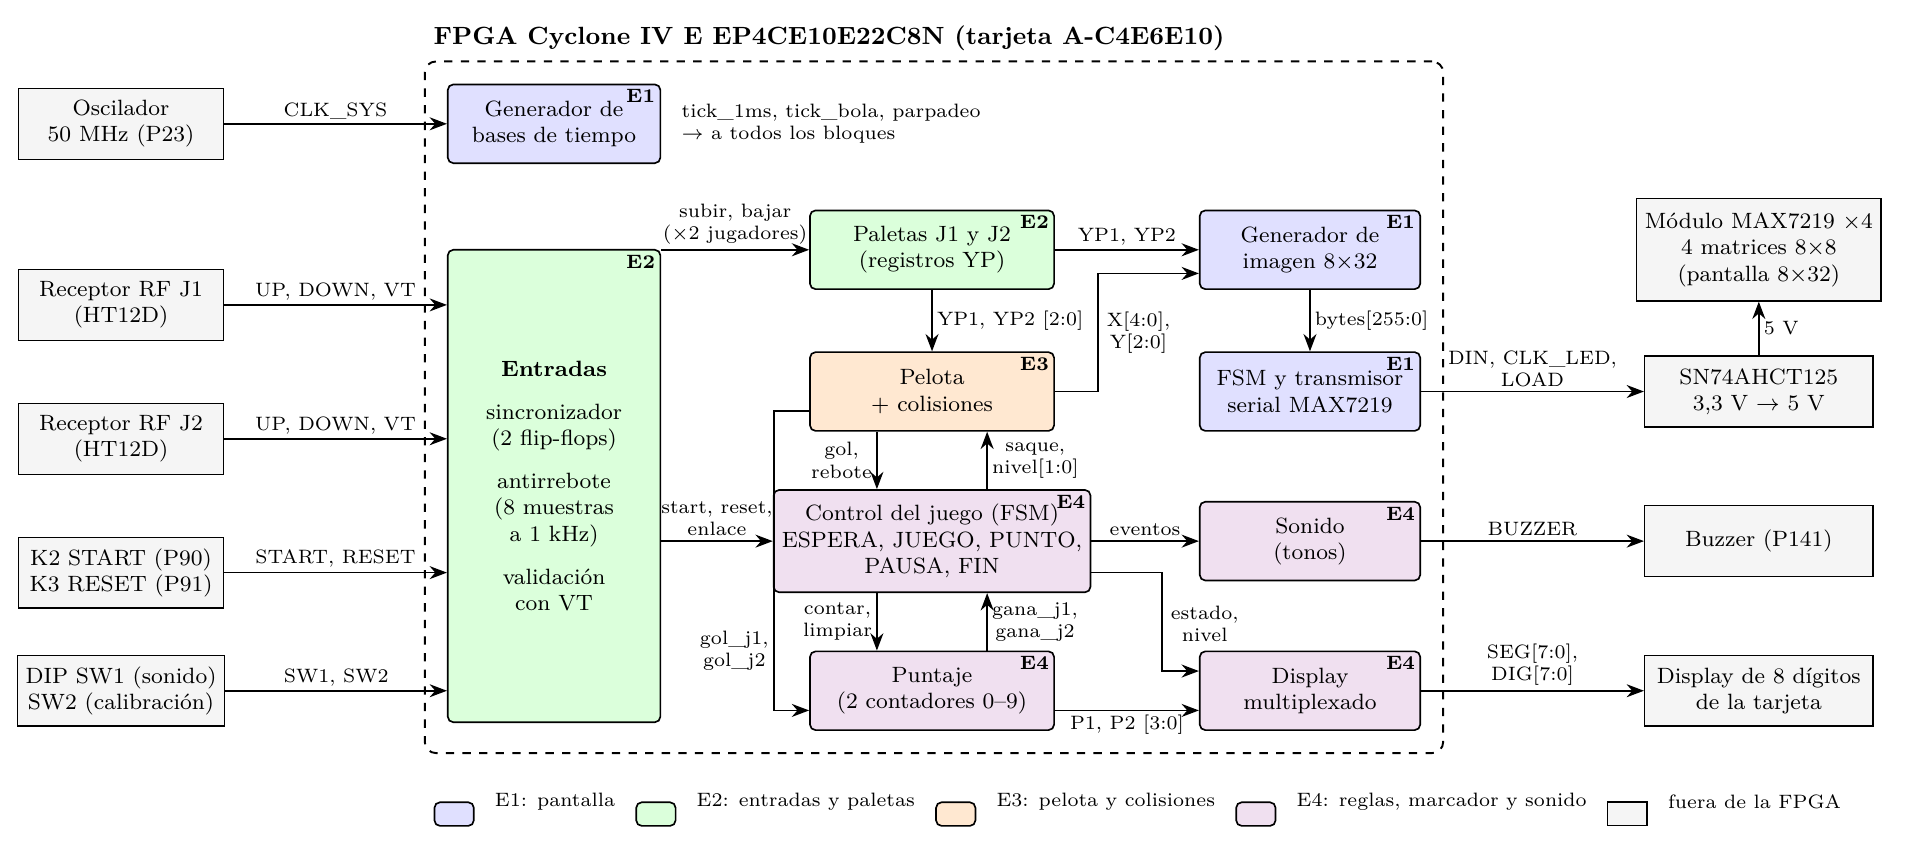 FPGA Cyclone IV E EP4CE10E22C8N (tarjeta A-C4E6E10)
Oscilador
50 MHz (P23)
CLK_SYS
E1
Generador de
bases de tiempo
tick_1ms, tick_bola, parpadeo
→ a todos los bloques
Receptor RF J1
(HT12D)
UP, DOWN, VT
Receptor RF J2
(HT12D)
UP, DOWN, VT
K2 START (P90)
K3 RESET (P91)
START, RESET
DIP SW1 (sonido)
SW2 (calibración)
SW1, SW2
E2
Entradas
sincronizador
(2 flip-flops)
antirrebote
(8 muestras
a 1 kHz)
validación
con VT
subir, bajar
(×2 jugadores)
E2
Paletas J1 y J2
(registros YP)
YP1, YP2
E1
Generador de
imagen 8×32
YP1, YP2 [2:0]
X[4:0],
Y[2:0]
bytes[255:0]
E3
Pelota
+ colisiones
E1
FSM y transmisor
serial MAX7219
DIN, CLK_LED,
LOAD
Módulo MAX7219 ×4
4 matrices 8×8
(pantalla 8×32)
5 V
SN74AHCT125
3,3 V → 5 V
gol,
rebote
saque,
nivel[1:0]
start, reset,
enlace
E4
Control del juego (FSM)
ESPERA, JUEGO, PUNTO,
PAUSA, FIN
eventos
E4
Sonido
(tonos)
BUZZER
Buzzer (P141)
contar,
limpiar
gana_j1,
gana_j2
estado,
nivel
gol_j1,
gol_j2
E4
Puntaje
(2 contadores 0–9)
P1, P2 [3:0]
E4
Display
multiplexado
SEG[7:0],
DIG[7:0]
Display de 8 dígitos
de la tarjeta
E1: pantalla
E2: entradas y paletas
E3: pelota y colisiones
E4: reglas, marcador y sonido
fuera de la FPGA